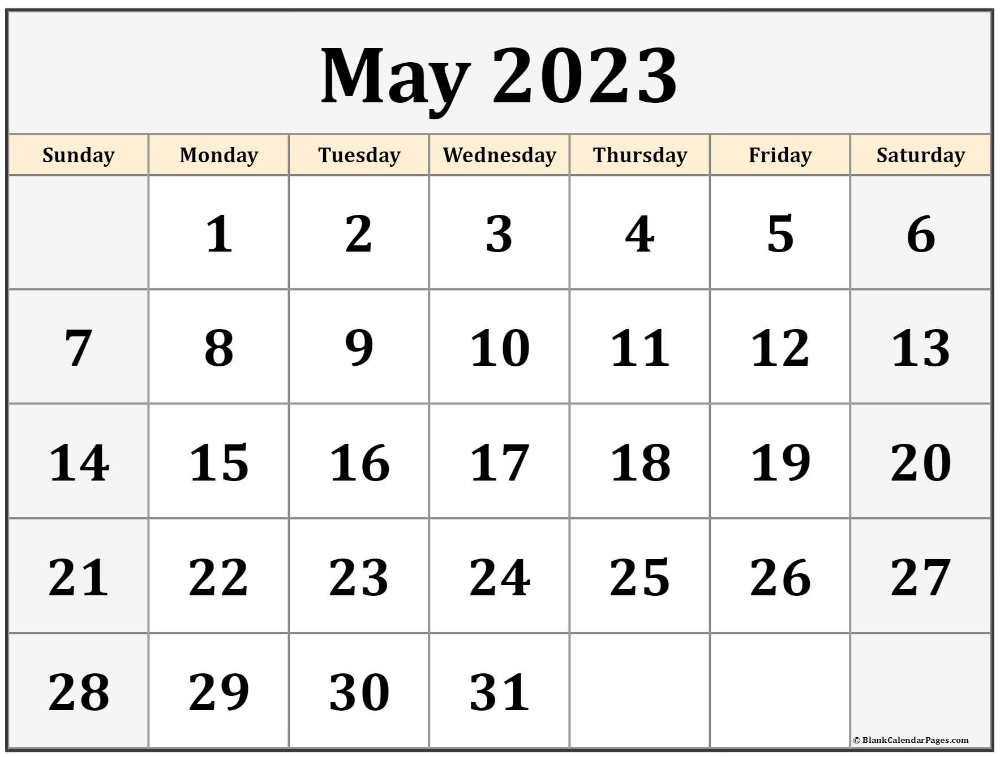 May 2023
Sunday Monday Tuesday Wednesday Thursday Friday Saturday
1 2 3 4 5 6
7 8 9 10 11 12 13
14 15 16 17 18 19 20
21 22 23 24 25 26 27
28 29 30 31
© BlankCalendarPages.com